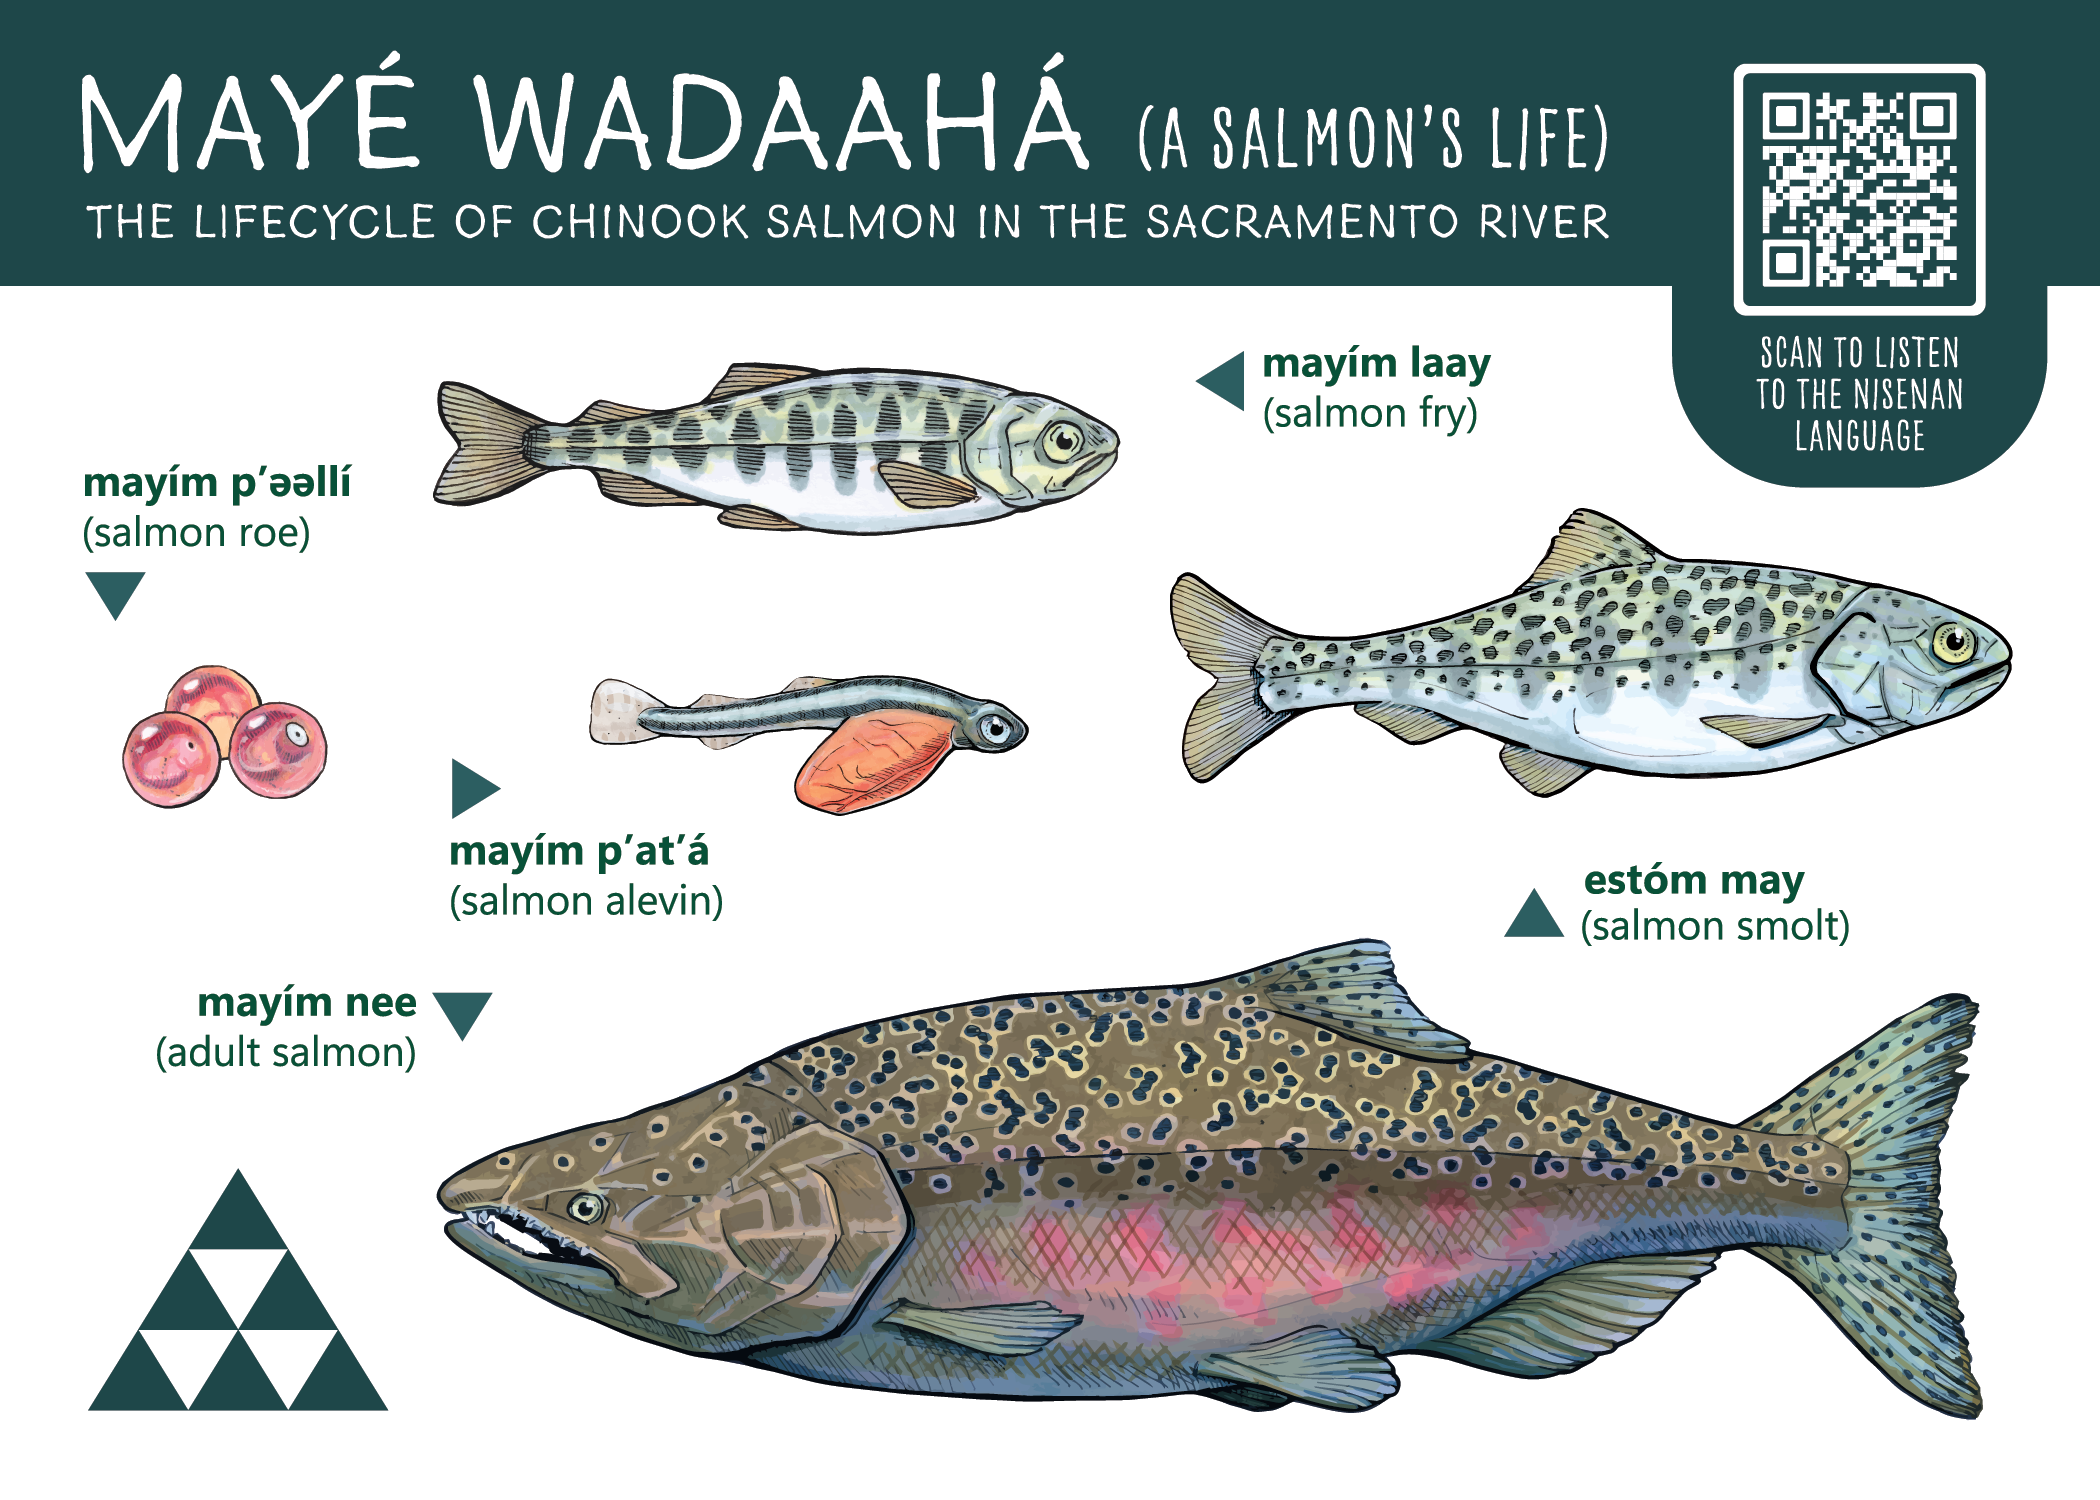 MAYÉ WADAAHÁ (A SALMON'S LIFE)
THE LIFECYCLE OF CHINOOK SALMON IN THE SACRAMENTO RIVER
SCAN TO LISTEN
TO THE NISENAN
LANGUAGE
mayím laay
(salmon fry)
mayím p’əəllí
(salmon roe)
mayím p’at’á
(salmon alevin)
estóm may
(salmon smolt)
mayím nee
(adult salmon)